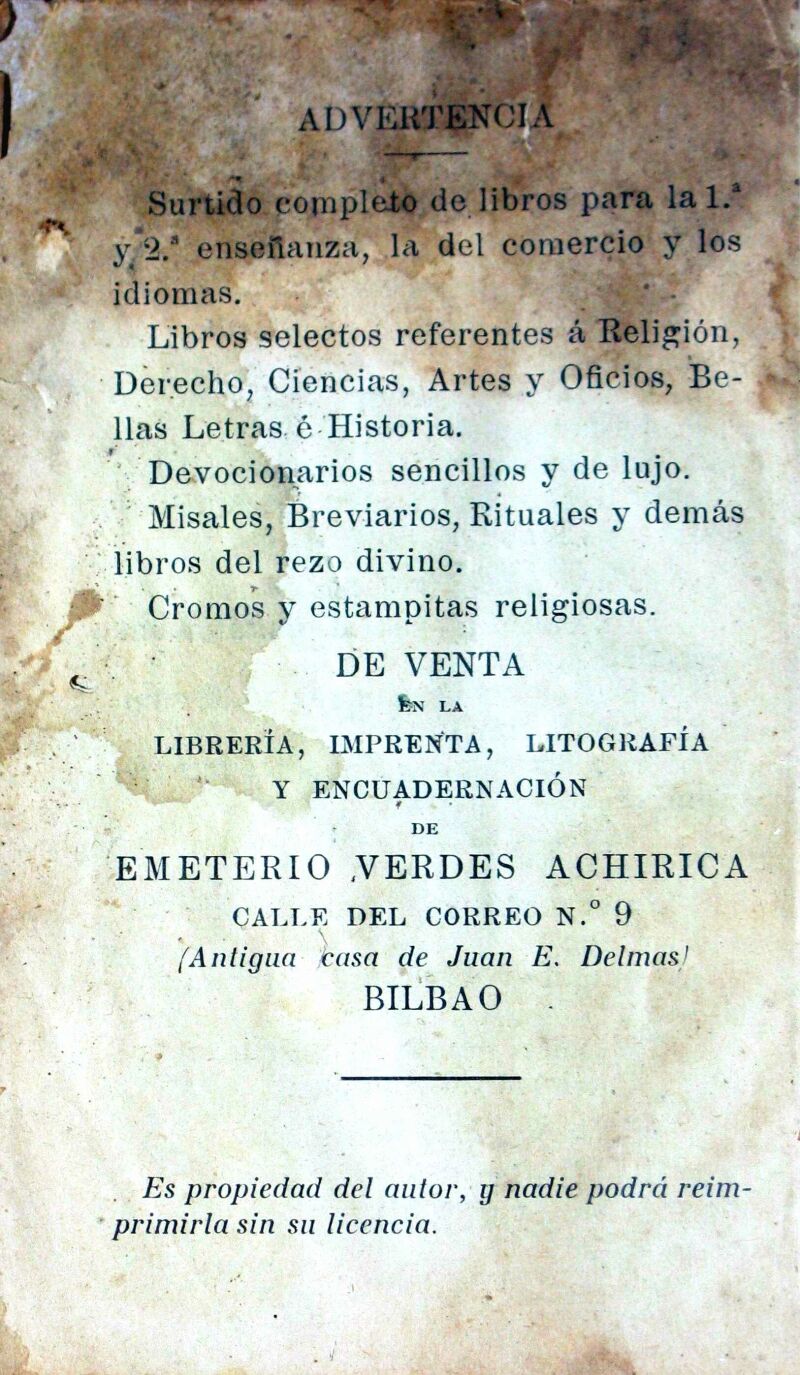 ADVERTENCIA
Surtido completo de libros para la 1.ª
y 2.ª enseñanza, la del comercio y los
idiomas.
Libros selectos referentes á Religión,
Derecho, Ciencias, Artes y Oficios, Be-
llas Letras é Historia.
Devocionarios sencillos y de lujo.
Misales, Breviarios, Rituales y demás
libros del rezo divino.
Cromos y estampitas religiosas.
DE VENTA
EN LA
LIBRERÍA, IMPRENTA, LITOGRAFÍA
Y ENCUADERNACIÓN
DE
EMETERIO VERDES ACHIRICA
CALLE DEL CORREO N.º 9
(Antigua casa de Juan E. Delmas)
BILBAO
Es propiedad del autor, y nadie podrá reim-
primirla sin su licencia.